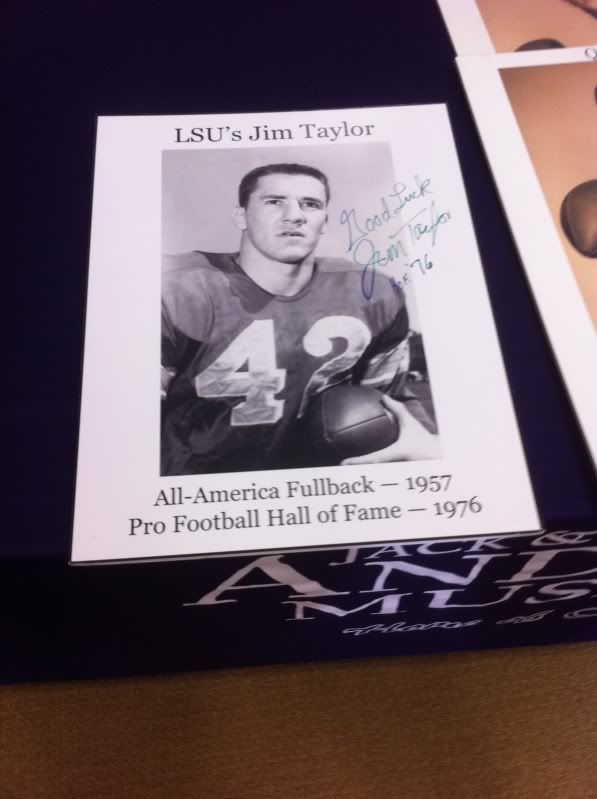 LSU's Jim Taylor
Good Luck
Jim Taylor
'76
42
All-America Fullback — 1957
Pro Football Hall of Fame — 1976
JACK &
AND
MUS